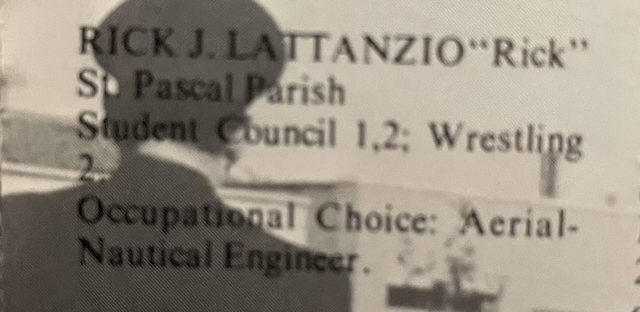 RICK J. LATTANZIO "Rick"
St. Pascal Parish
Student Council 1,2; Wrestling
2.
Occupational Choice: Aerial-
Nautical Engineer.